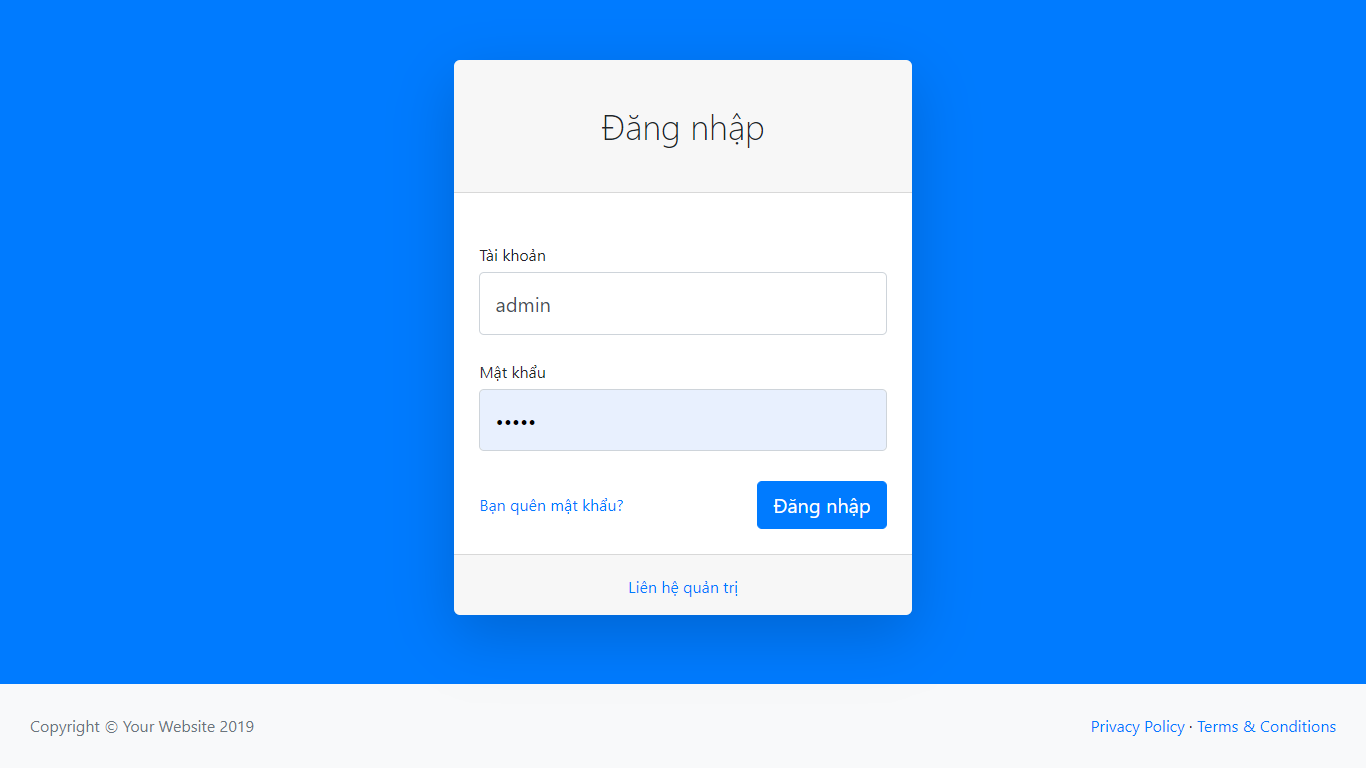 Đăng nhập
Tài khoản
admin
Mật khẩu
•••••
Bạn quên mật khẩu?
Đăng nhập
Liên hệ quản trị
Copyright © Your Website 2019
Privacy Policy · Terms & Conditions